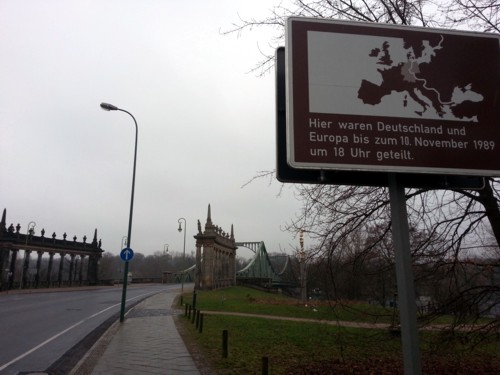 Hier waren Deutschland und
Europa bis zum 10. November 1989
um 18 Uhr geteilt.